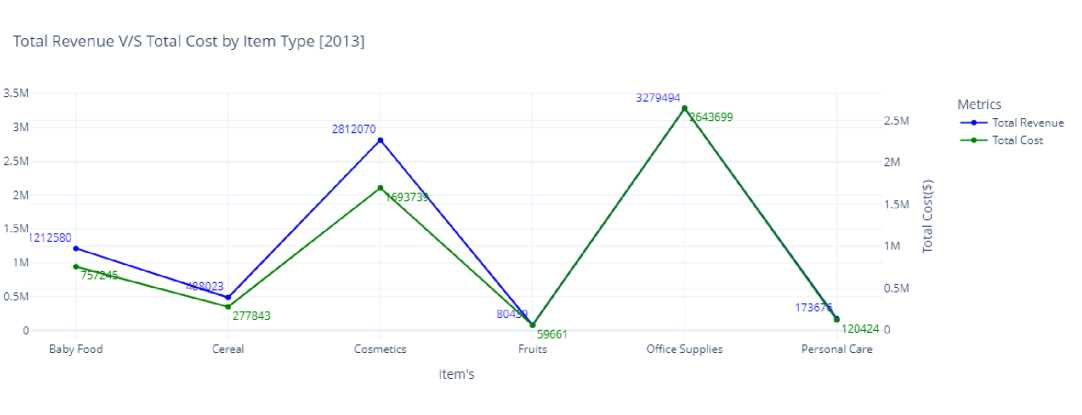 Total Revenue V/S Total Cost by Item Type [2013]
3.5M
3M
2.5M
2M
1.5M
1M
0.5M
0
1212580
488023
2812070
3279494
173676
757245
277843
1693739
59661
2643699
120424
2.5M
2M
1.5M
1M
0.5M
0
Total Cost($)
Metrics
Total Revenue
Total Cost
Baby Food
Cereal
Cosmetics
Fruits
Office Supplies
Personal Care
Item's